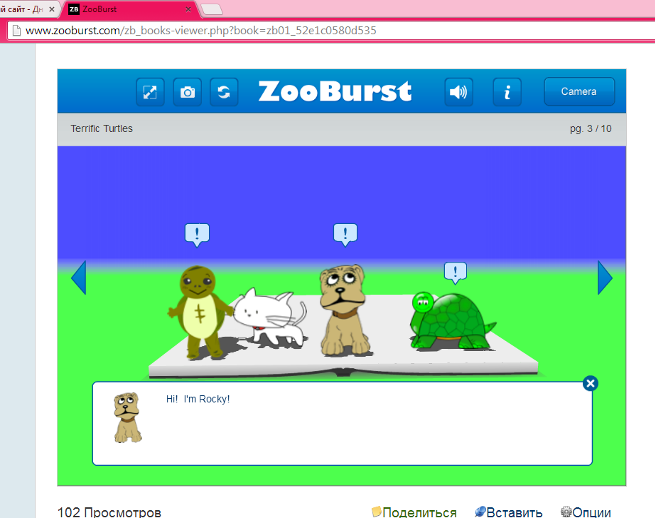 ий сайт - Дн
ZB ZooBurst
www.zooburst.com/zb_books-viewer.php?book=zb01_52e1c0580d535
ZooBurst
i
Camera
Terrific Turtles
pg. 3 / 10
!
!
!
Hi! I'm Rocky!
102 Просмотров
Поделиться
Вставить
Опции